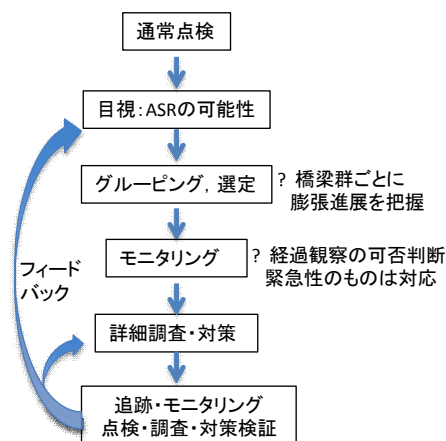 通常点検
目視:ASRの可能性
グルーピング, 選定
? 橋梁群ごとに
膨張進展を把握
モニタリング
? 経過観察の可否判断
緊急性のものは対応
フィード
バック
詳細調査・対策
追跡・モニタリング
点検・調査・対策検証